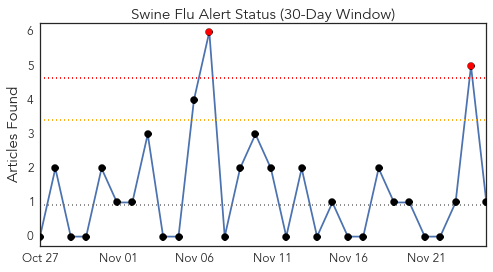 Swine Flu Alert Status (30-Day Window)
Articles Found
6
5
4
3
2
1
0
Oct 27 Nov 01 Nov 06 Nov 11 Nov 16 Nov 21